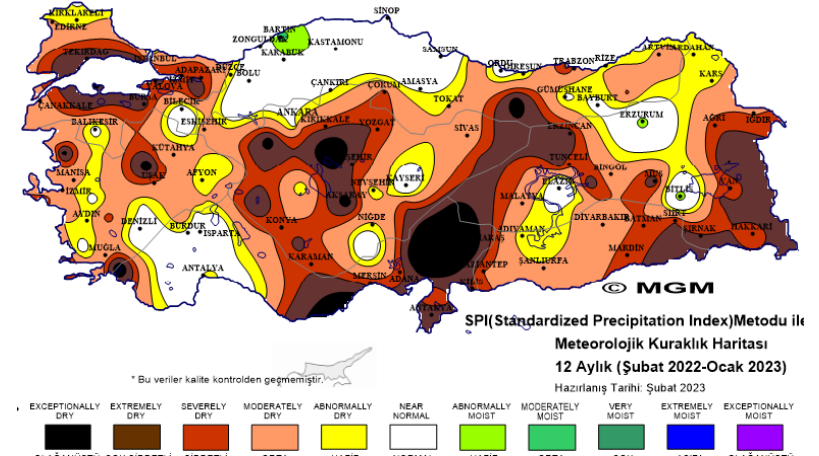 SİNOP
KIRKLARELİ
EDİRNE
BARTIN
ZONGULDAK
KASTAMONU
KARABÜK
TEKİRDAĞ
İSTANBUL
DÜZCE
BOLU
SAMSUN
ORDU
GİRESUN
TRABZON
RİZE
ARTVİN
ARDAHAN
ADAPAZARI
YALOVA
KARS
ÇANAKKALE
BURSA
BİLECİK
ÇANKIRI
ÇORUM
AMASYA
TOKAT
GÜMÜŞHANE
BAYBURT
BALIKESİR
ESKİŞEHİR
ANKARA
KIRIKKALE
YOZGAT
SİVAS
ERZİNCAN
ERZURUM
AĞRI
IĞDIR
KÜTAHYA
MANİSA
UŞAK
AFYON
AKSARAY
NEVŞEHİR
KAYSERİ
TUNCELİ
BİNGÖL
MUŞ
VAN
İZMİR
MALATYA
ELAZIĞ
BİTLİS
AYDIN
DENİZLİ
BURDUR
ISPARTA
KONYA
NİĞDE
ADIYAMAN
DİYARBAKIR
BATMAN
SİİRT
ŞIRNAK
HAKKARİ
MUĞLA
ANTALYA
KARAMAN
MERSİN
ADANA
ŞANLIURFA
MARDİN
KİLİS
ANTAKYA
© MGM
SPI(Standardized Precipitation Index)Metodu ile
Meteorolojik Kuraklık Haritası
12 Aylık (Şubat 2022-Ocak 2023)
* Bu veriler kalite kontrolden geçmemiştir.
Hazırlanış Tarihi: Şubat 2023
EXCEPTIONALLY DRY
EXTREMELY DRY
SEVERELY DRY
MODERATELY DRY
ABNORMALLY DRY
NEAR NORMAL
ABNORMALLY MOIST
MODERATELY MOIST
VERY MOIST
EXTREMELY MOIST
EXCEPTIONALLY MOIST